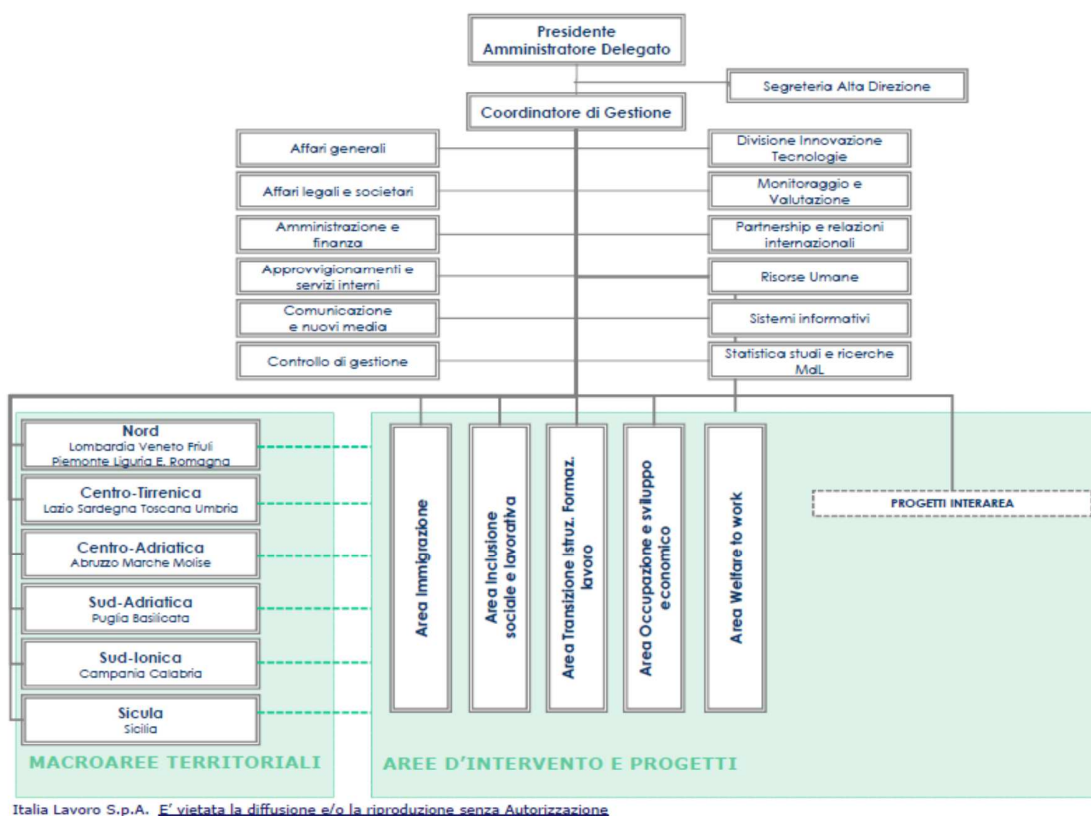 Presidente
Amministratore Delegato
Segreteria Alta Direzione
Coordinatore di Gestione
Affari generali
Divisione Innovazione
Tecnologie
Affari legali e societari
Monitoraggio e
Valutazione
Amministrazione e
finanza
Partnership e relazioni
internazionali
Approvvigionamenti e
servizi interni
Risorse Umane
Comunicazione
e nuovi media
Sistemi informativi
Controllo di gestione
Statistica studi e ricerche
MdL
Nord
Lombardia Veneto Friuli
Piemonte Liguria E. Romagna
Centro-Tirrenica
Lazio Sardegna Toscana Umbria
Centro-Adriatica
Abruzzo Marche Molise
Sud-Adriatica
Puglia Basilicata
Sud-Ionica
Campania Calabria
Sicula
Sicilia
MACROAREE TERRITORIALI
Area Immigrazione
Area Inclusione
sociale e lavorativa
Area Transizione Istruz. Formaz.
lavoro
Area Occupazione e sviluppo
economico
Area Welfare to work
PROGETTI INTERAREA
AREE D'INTERVENTO E PROGETTI
Italia Lavoro S.p.A. E' vietata la diffusione e/o la riproduzione senza Autorizzazione